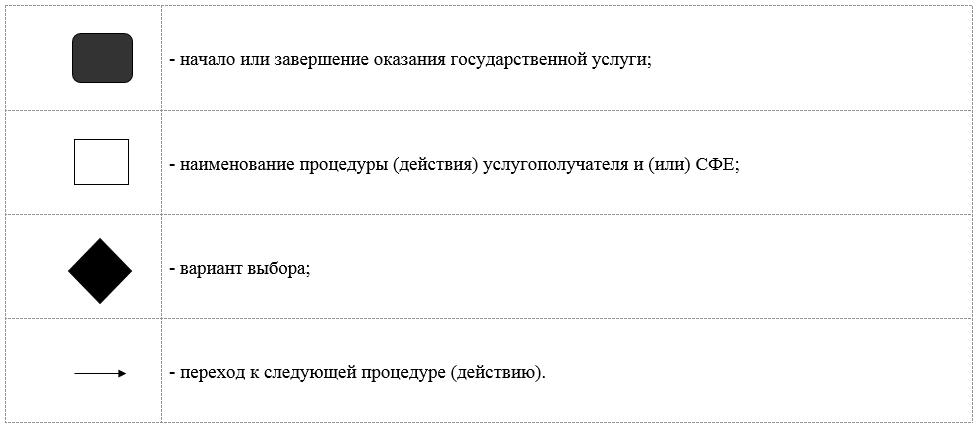 - начало или завершение оказания государственной услуги;
- наименование процедуры (действия) услугополучателя и (или) СФЕ;
- вариант выбора;
- переход к следующей процедуре (действию).